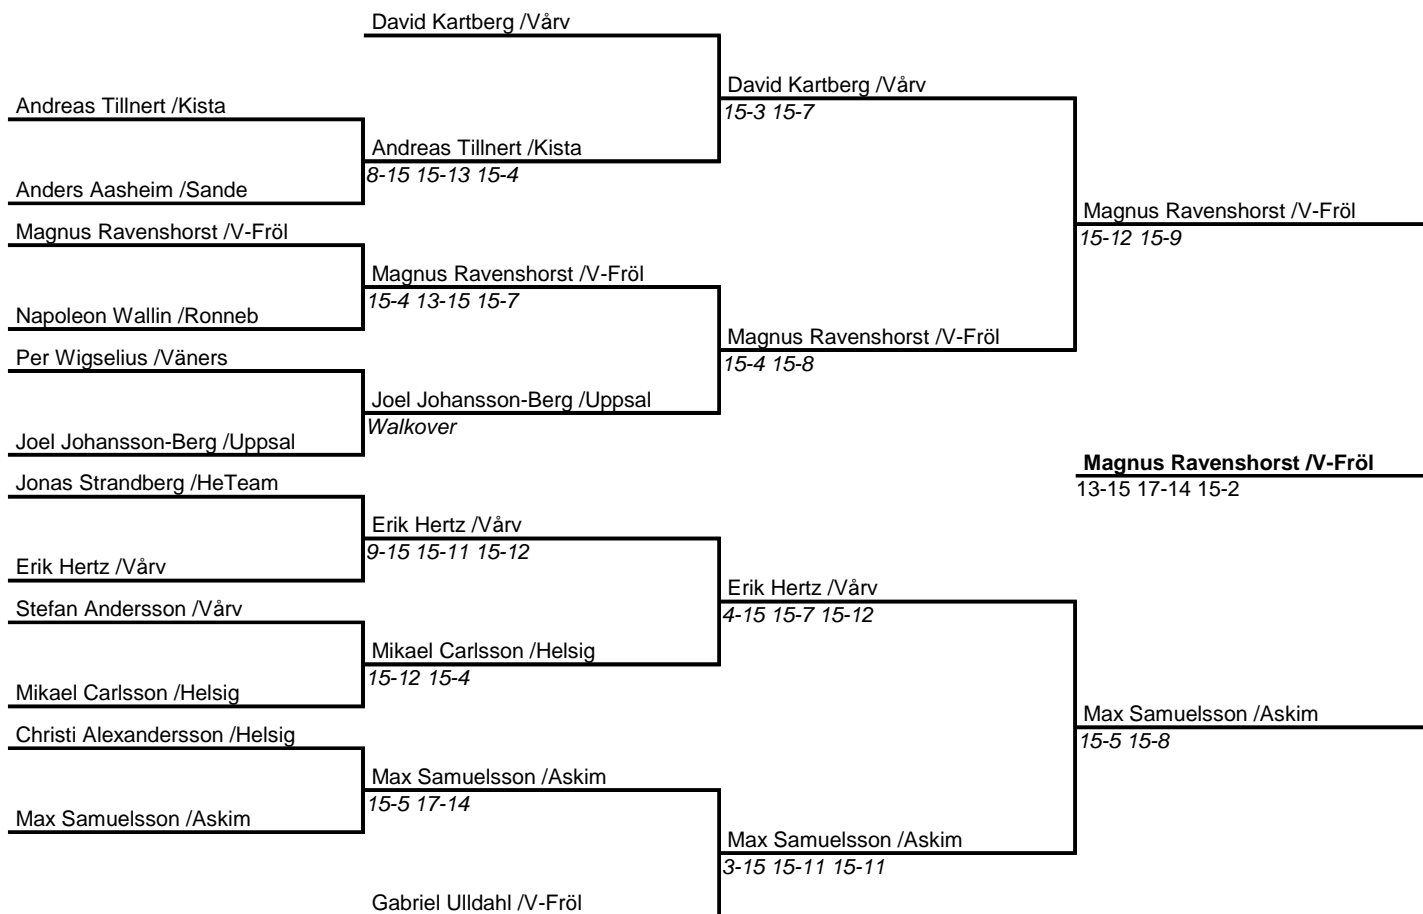 David Kartberg /Vårv
David Kartberg /Vårv
15-3 15-7
Andreas Tillnert /Kista
Andreas Tillnert /Kista
8-15 15-13 15-4
Anders Aasheim /Sande
Magnus Ravenshorst /V-Fröl
15-12 15-9
Magnus Ravenshorst /V-Fröl
Magnus Ravenshorst /V-Fröl
15-4 13-15 15-7
Napoleon Wallin /Ronneb
Magnus Ravenshorst /V-Fröl
15-4 15-8
Per Wigselius /Väners
Joel Johansson-Berg /Uppsal
Walkover
Joel Johansson-Berg /Uppsal
Magnus Ravenshorst /V-Fröl
13-15 17-14 15-2
Jonas Strandberg /HeTeam
Erik Hertz /Vårv
9-15 15-11 15-12
Erik Hertz /Vårv
Erik Hertz /Vårv
4-15 15-7 15-12
Stefan Andersson /Vårv
Mikael Carlsson /Helsig
15-12 15-4
Mikael Carlsson /Helsig
Max Samuelsson /Askim
15-5 15-8
Christi Alexandersson /Helsig
Max Samuelsson /Askim
15-5 17-14
Max Samuelsson /Askim
Max Samuelsson /Askim
3-15 15-11 15-11
Gabriel Ulldahl /V-Fröl